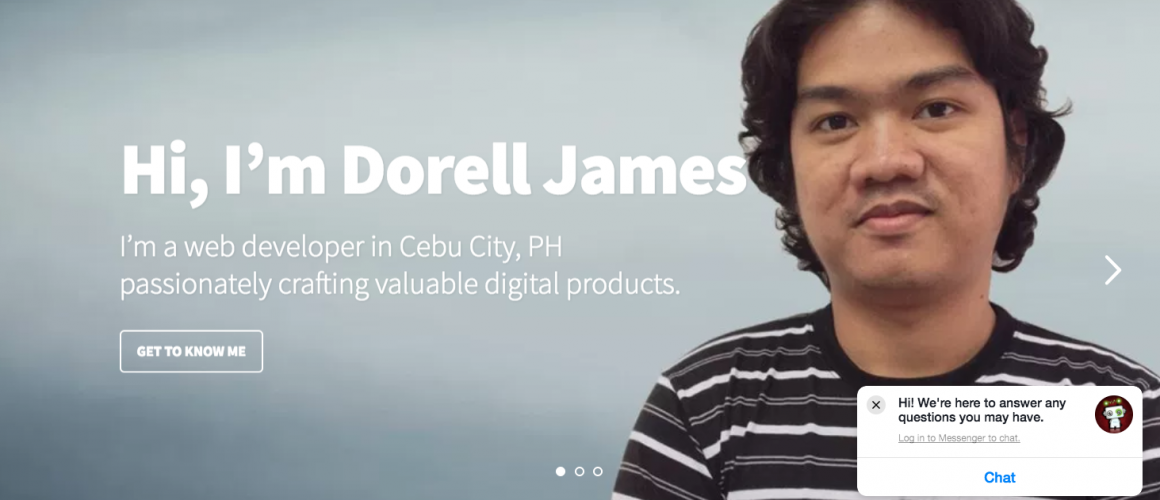 Hi, I’m Dorell James
I’m a web developer in Cebu City, PH
passionately crafting valuable digital products.
GET TO KNOW ME
Hi! We're here to answer any
questions you may have.
Log in to Messenger to chat.
Chat